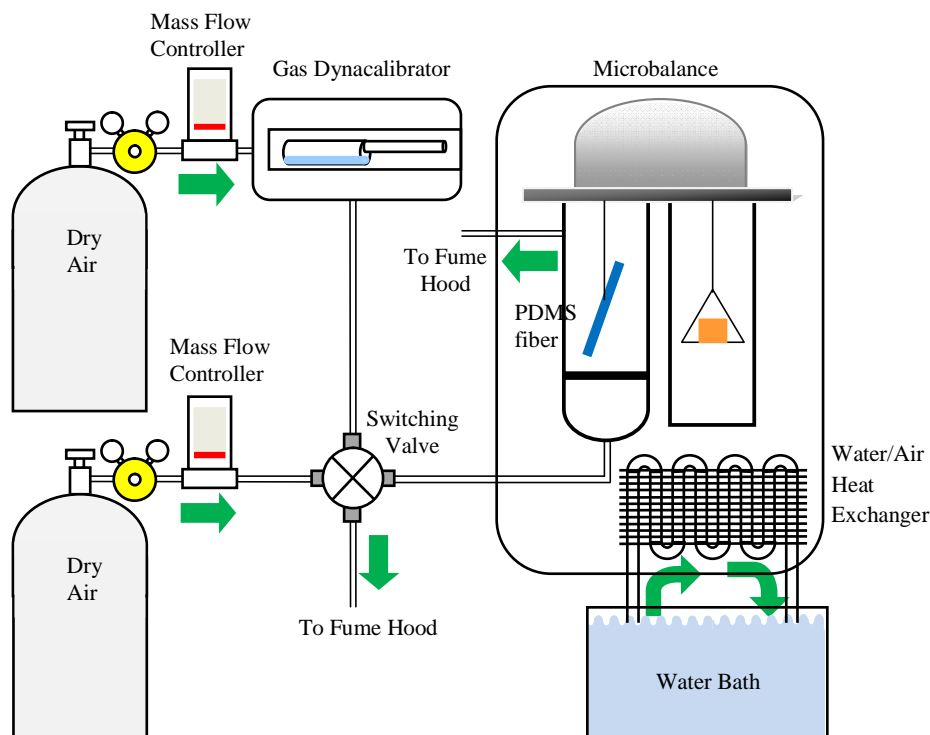 Mass Flow
Controller
Gas Dynacalibrator
Microbalance
Dry
Air
To Fume
Hood
PDMS
fiber
Mass Flow
Controller
Switching
Valve
Water/Air
Heat
Exchanger
Dry
Air
To Fume Hood
Water Bath